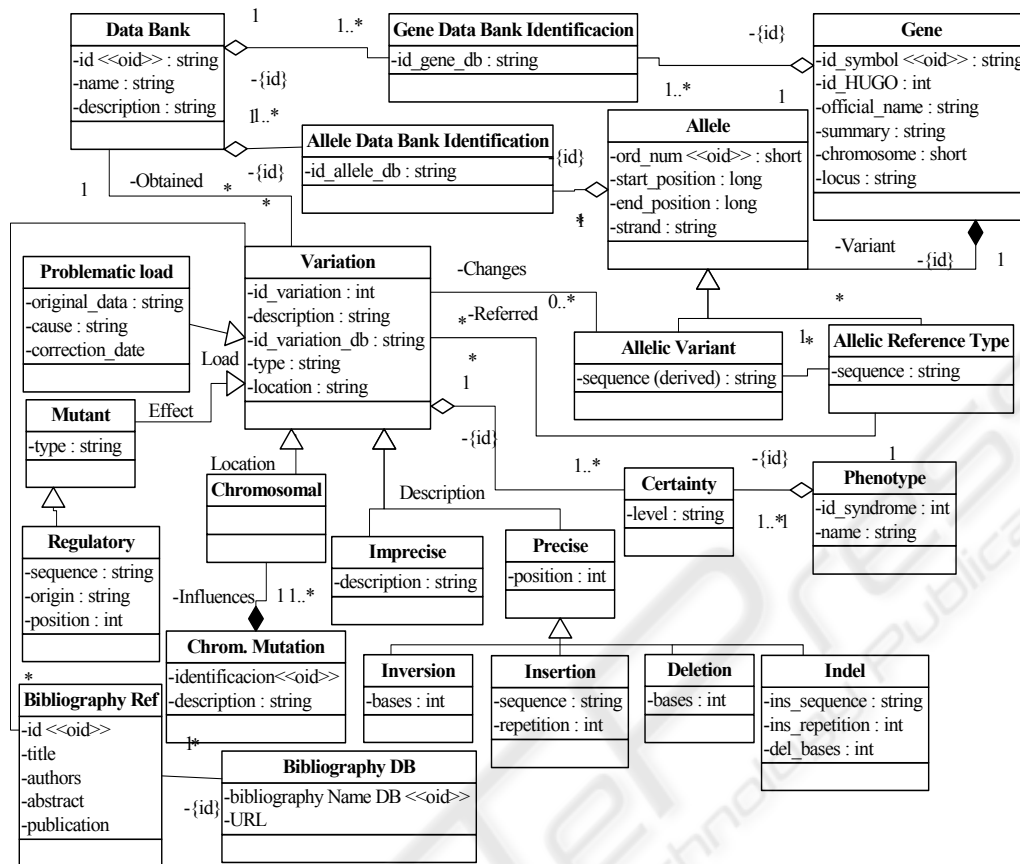 Data Bank
-id <<oid>> : string
-name : string
-description : string
1
1..*
-{id}
Gene Data Bank Identificacion
-id_gene_db : string
-{id}
1..*
1
Gene
-id_symbol <<oid>> : string
-id_HUGO : int
-official_name : string
-summary : string
-chromosome : short
-locus : string
1
1..*
-{id}
Allele Data Bank Identification
-id_allele_db : string
-{id}
*
1
Allele
-ord_num <<oid>> : short
-start_position : long
-end_position : long
-strand : string
-Variant
-{id}
1
*
-Obtained
1
*
*
Problematic load
-original_data : string
-cause : string
-correction_date
Load
Variation
-id_variation : int
-description : string
-id_variation_db : string
-type : string
-location : string
-Changes
0..*
-Referred
*
*
Allelic Variant
-sequence (derived) : string
1
*
Allelic Reference Type
-sequence : string
1
Effect
Mutant
-type : string
1
-{id}
1..*
Certainty
-level : string
-{id}
1..*
1
Phenotype
-id_syndrome : int
-name : string
Location
Chromosomal
Description
Imprecise
-description : string
Precise
-position : int
Regulatory
-sequence : string
-origin : string
-position : int
-Influences
1
1..*
Chrom. Mutation
-identificacion<<oid>>
-description : string
Inversion
-bases : int
Insertion
-sequence : string
-repetition : int
Deletion
-bases : int
Indel
-ins_sequence : string
-ins_repetition : int
-del_bases : int
*
Bibliography Ref
-id <<oid>>
-title
-authors
-abstract
-publication
1
*
-{id}
Bibliography DB
-bibliography Name DB <<oid>>
-URL